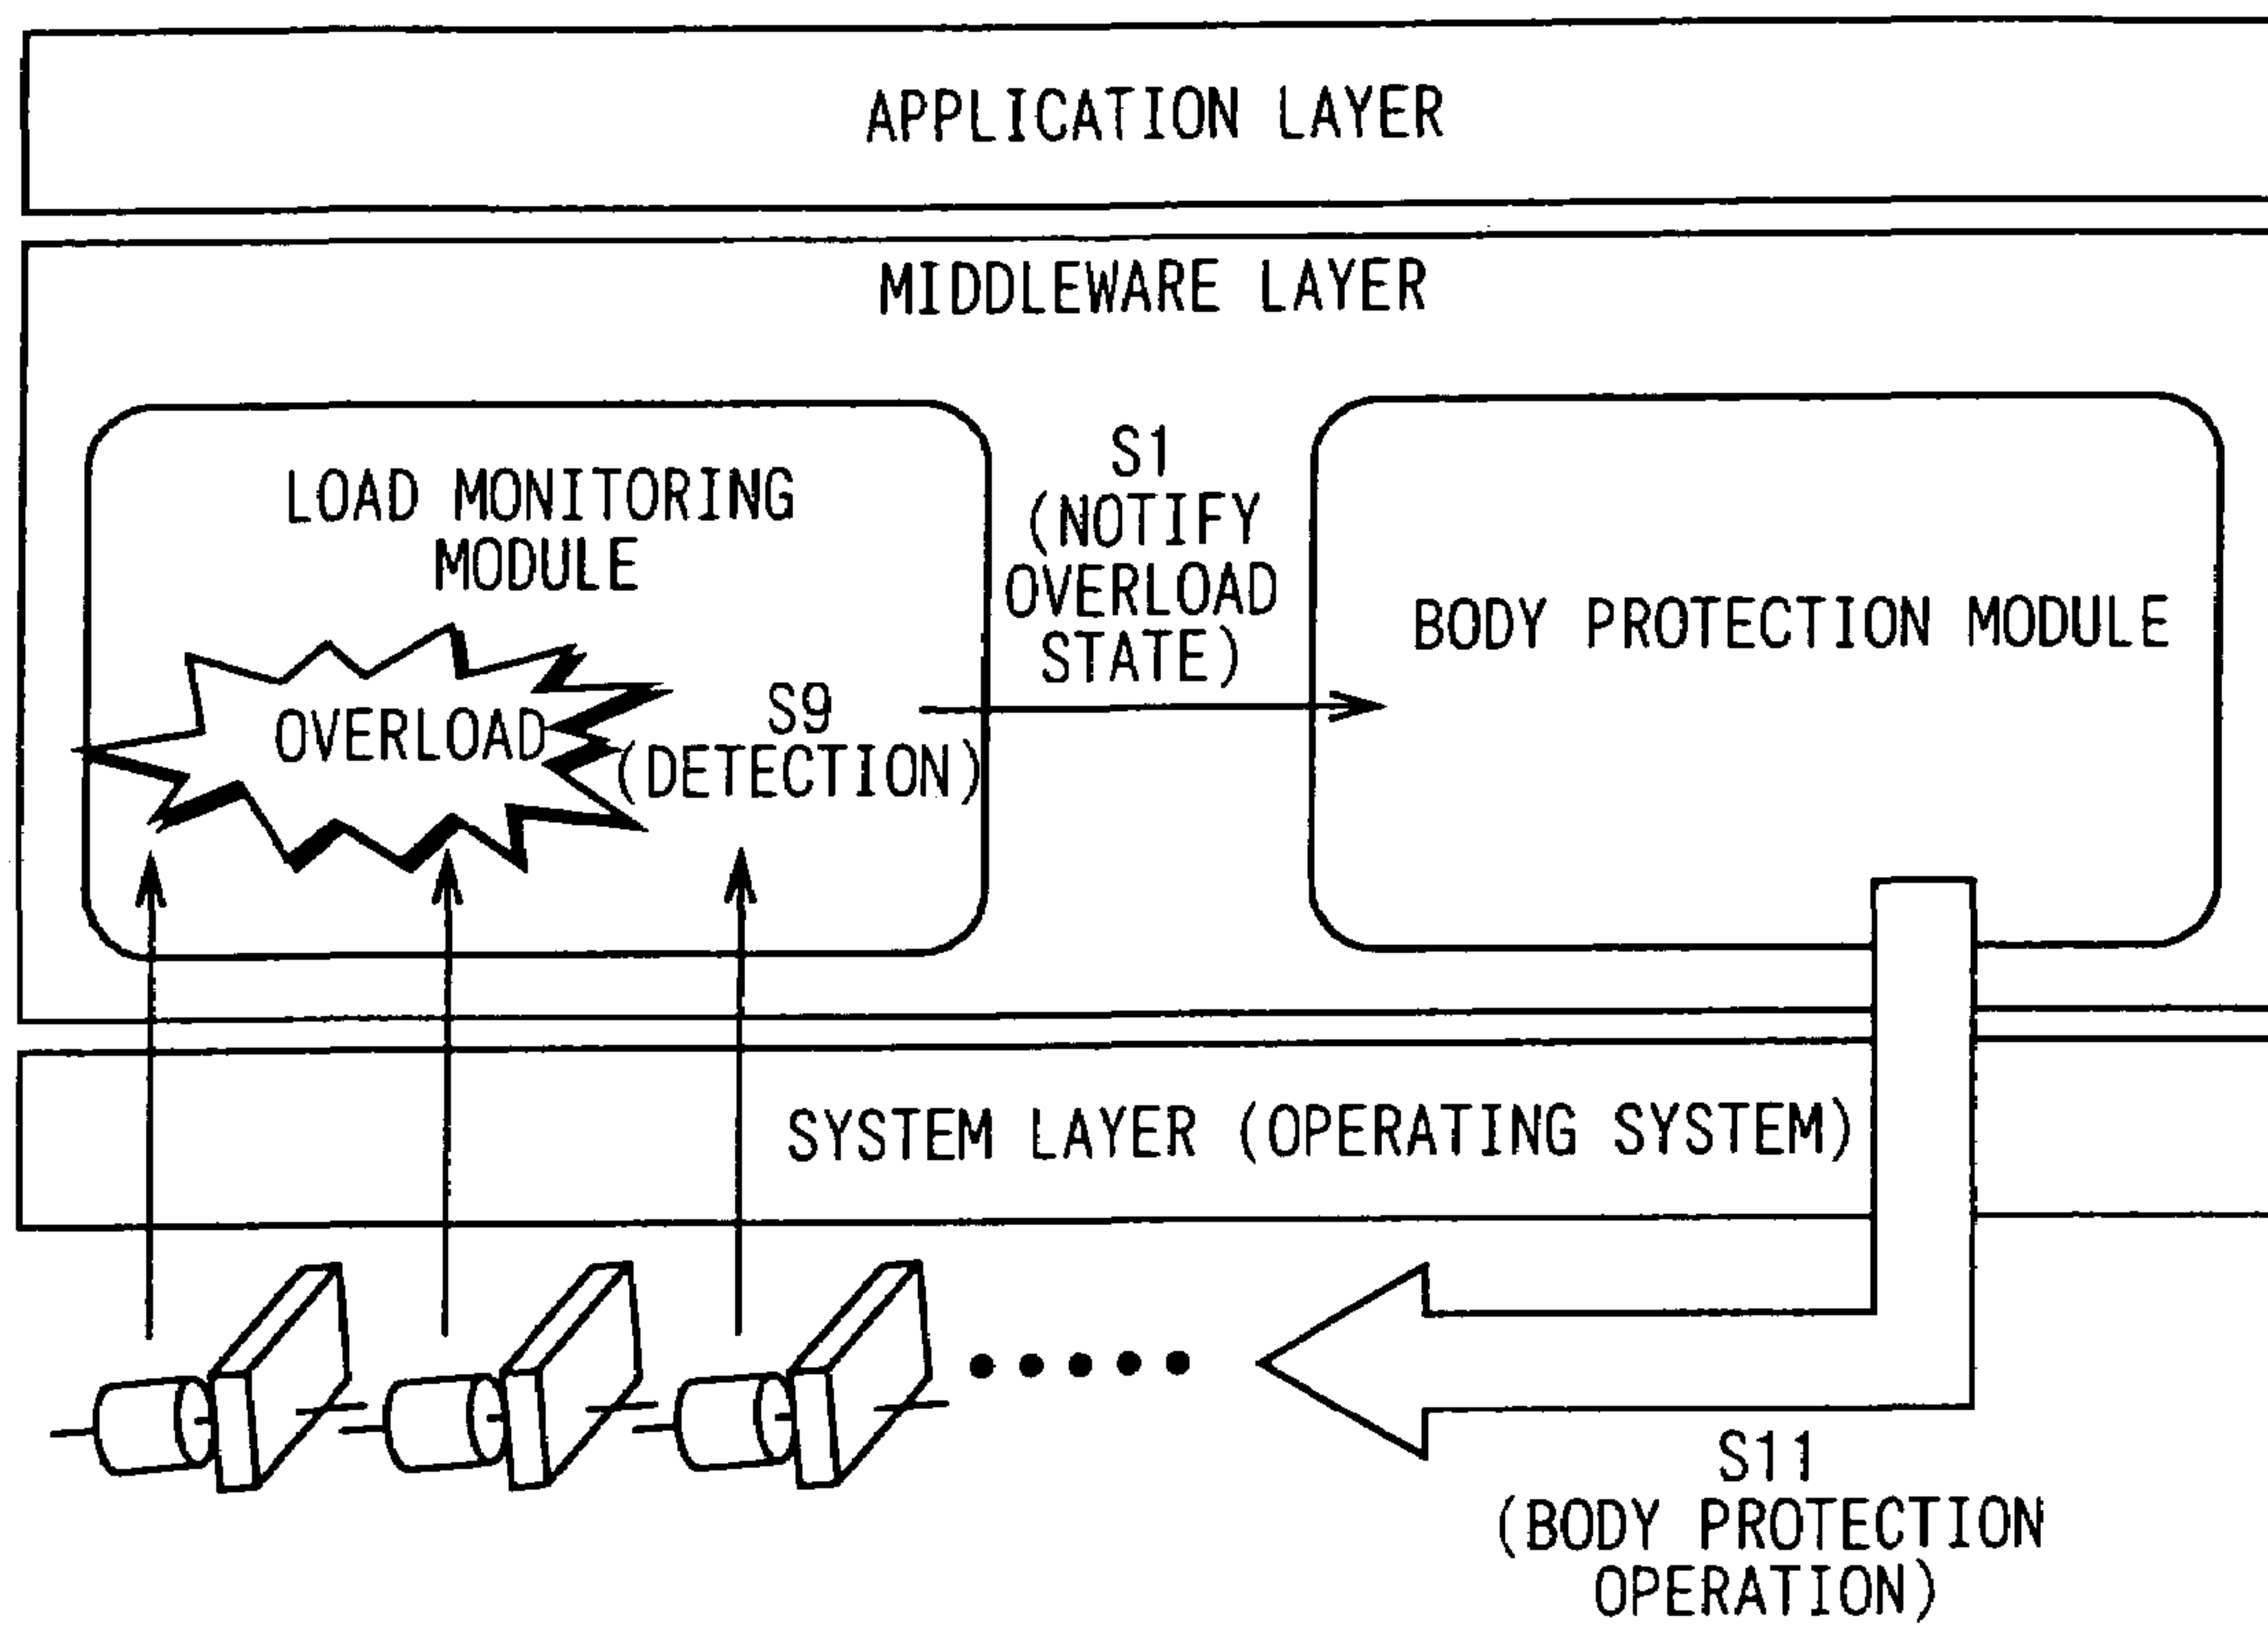 APPLICATION LAYER
MIDDLEWARE LAYER
LOAD MONITORING
MODULE
OVERLOAD
S9
(DETECTION)
S1
(NOTIFY
OVERLOAD
STATE)
BODY PROTECTION MODULE
SYSTEM LAYER (OPERATING SYSTEM)
S11
(BODY PROTECTION
OPERATION)